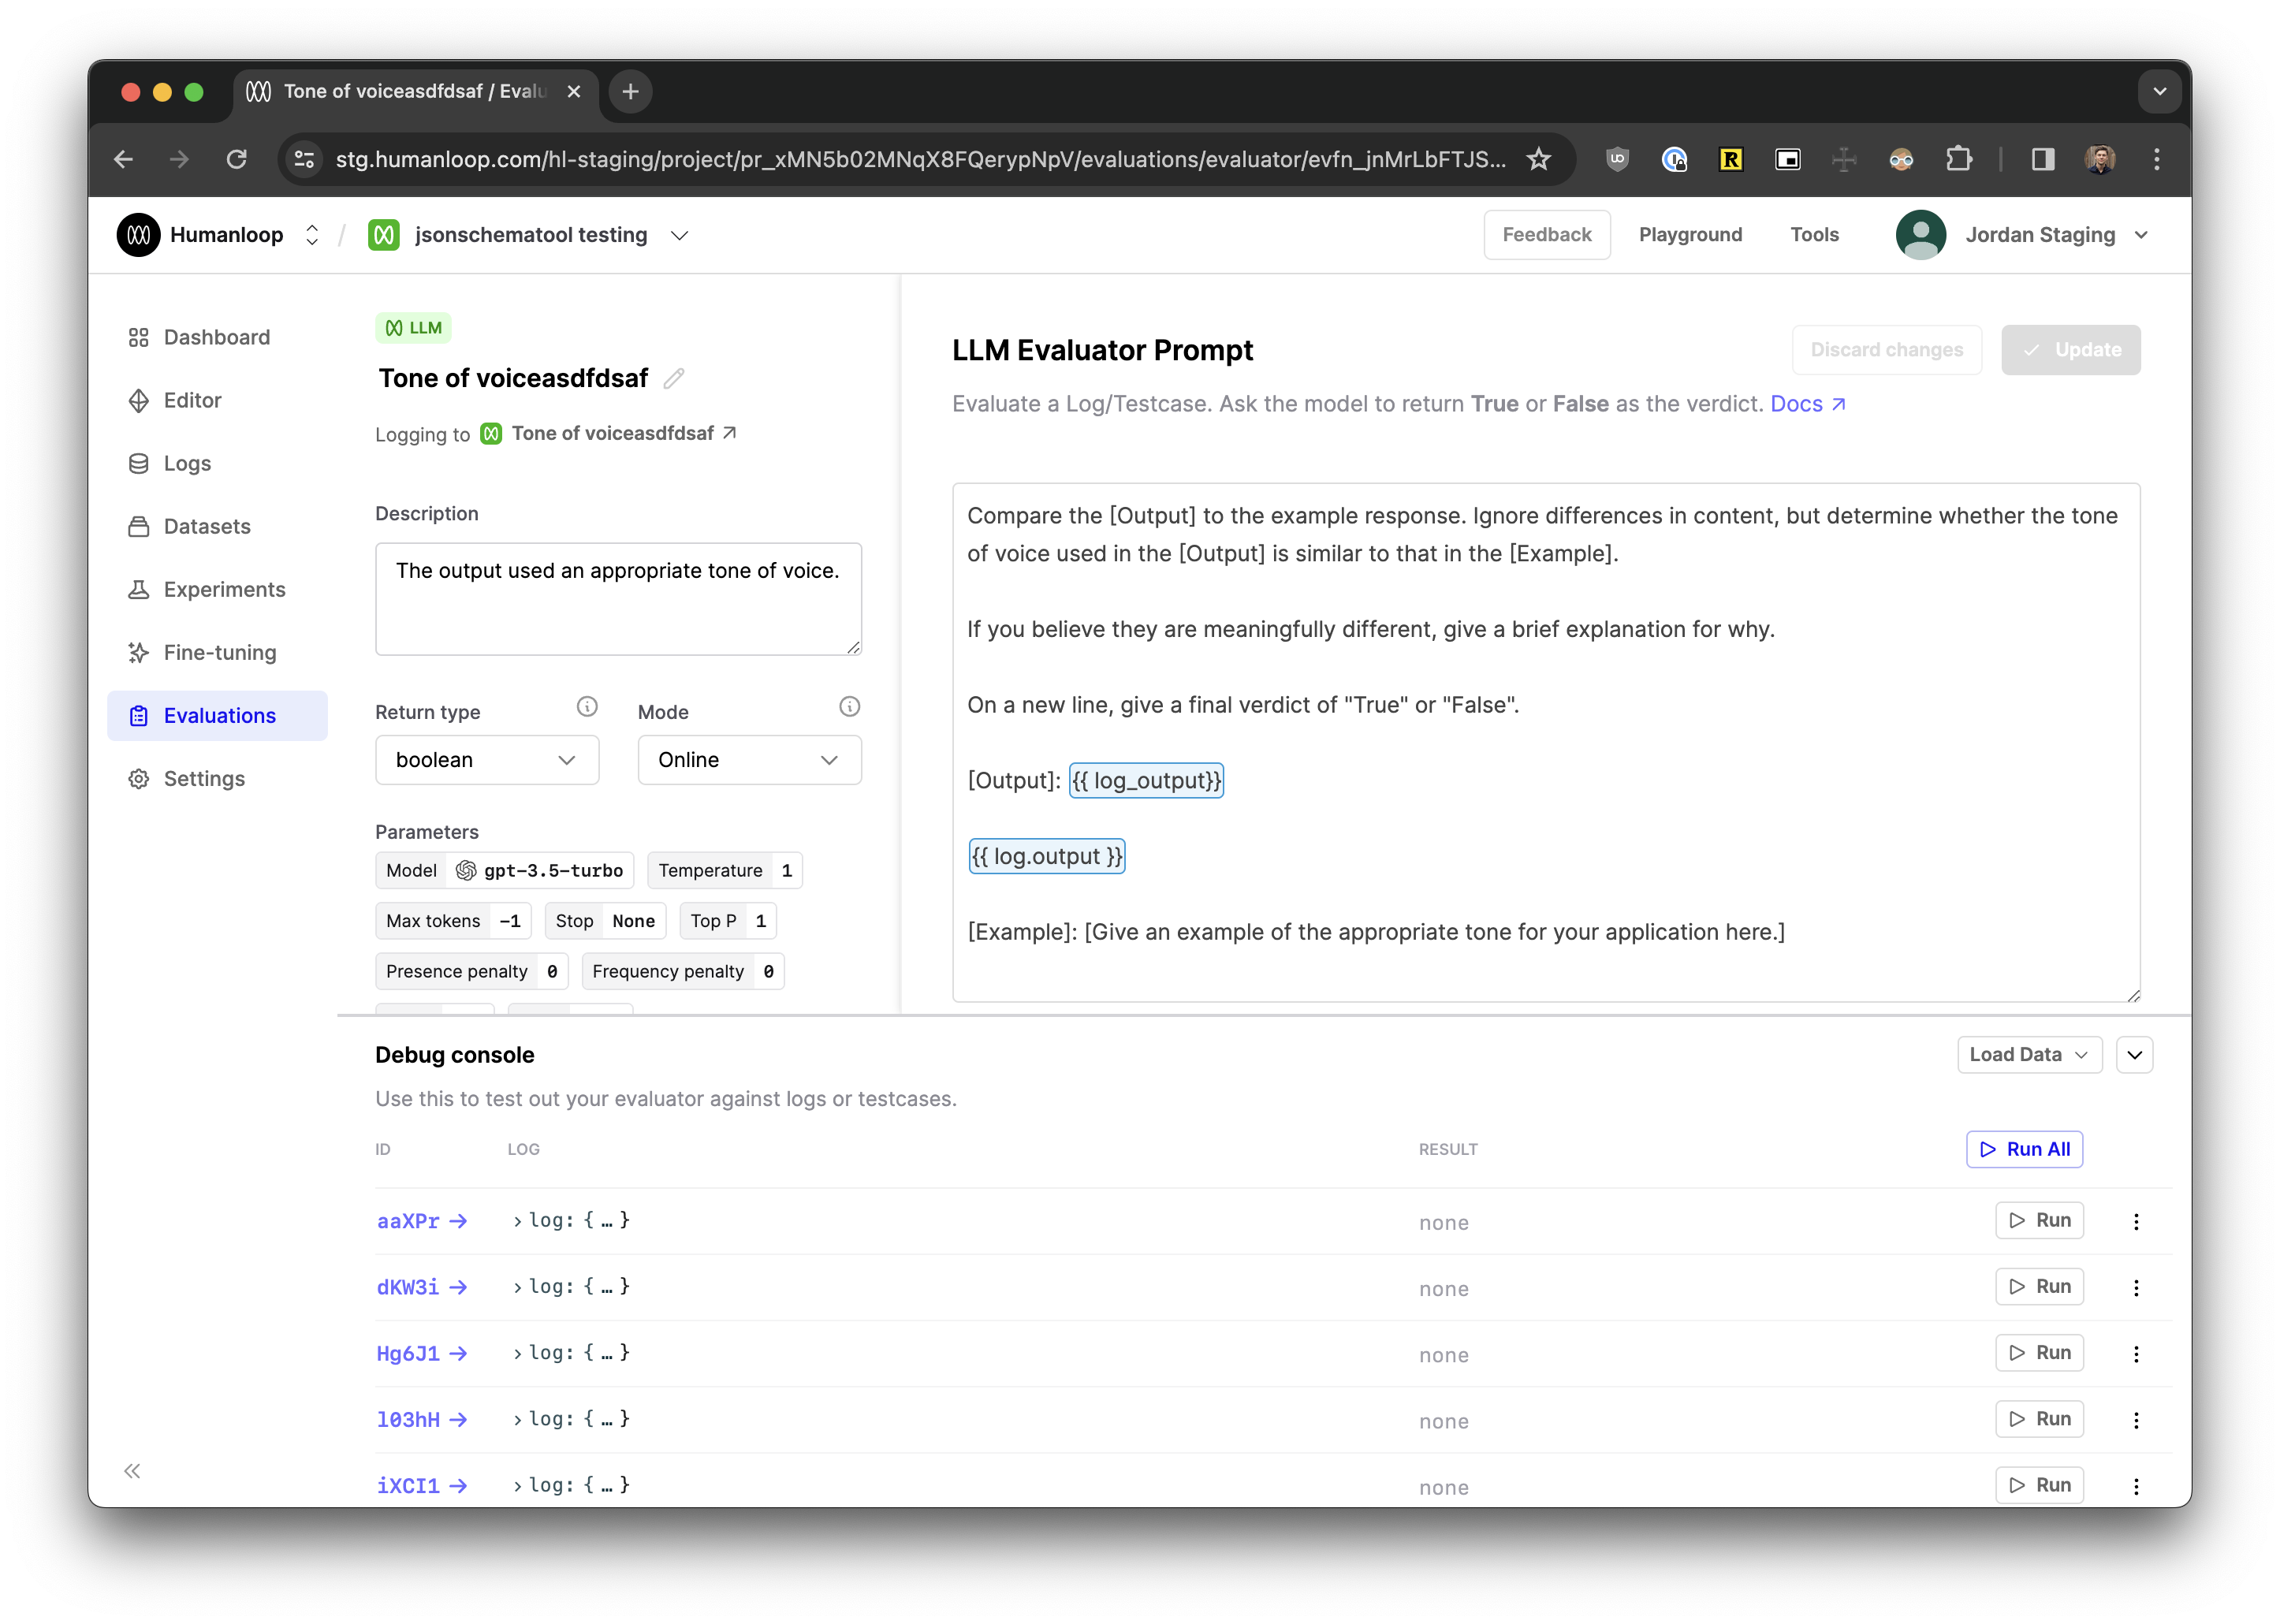 Tone of voiceasdfdsaf / Evalu
stg.humanloop.com/hl-staging/project/pr_xMN5b02MNqX8FQerypNpV/evaluations/evaluator/evfn_jnMrLbFTJS...
Humanloop / jsonschematool testing
Feedback Playground Tools Jordan Staging
Dashboard
Editor
Logs
Datasets
Experiments
Fine-tuning
Evaluations
Settings
LLM
Tone of voiceasdfdsaf
Logging to Tone of voiceasdfdsaf
Description
The output used an appropriate tone of voice.
Return type Mode
boolean Online
Parameters
Model gpt-3.5-turbo Temperature 1
Max tokens -1 Stop None Top P 1
Presence penalty 0 Frequency penalty 0
LLM Evaluator Prompt
Discard changes Update
Evaluate a Log/Testcase. Ask the model to return True or False as the verdict. Docs
Compare the [Output] to the example response. Ignore differences in content, but determine whether the tone
of voice used in the [Output] is similar to that in the [Example].
If you believe they are meaningfully different, give a brief explanation for why.
On a new line, give a final verdict of "True" or "False".
[Output]: {{ log_output}}
{{ log.output }}
[Example]: [Give an example of the appropriate tone for your application here.]
Debug console
Load Data
Use this to test out your evaluator against logs or testcases.
ID LOG RESULT Run All
aaXPr log: { … } none Run
dKW3i log: { … } none Run
Hg6J1 log: { … } none Run
l03hH log: { … } none Run
iXCI1 log: { … } none Run